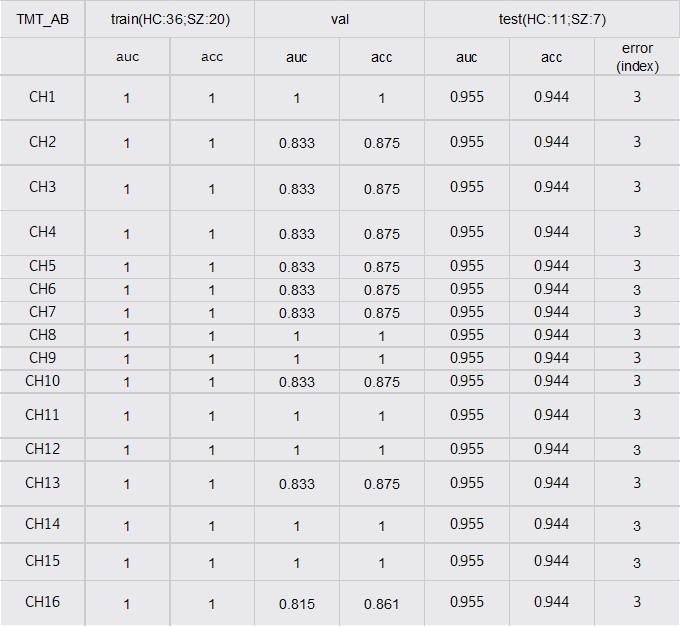 TMT_AB train(HC:36;SZ:20) val test(HC:11;SZ:7)
auc acc auc acc auc acc error (index)
CH1 1 1 1 1 0.955 0.944 3
CH2 1 1 0.833 0.875 0.955 0.944 3
CH3 1 1 0.833 0.875 0.955 0.944 3
CH4 1 1 0.833 0.875 0.955 0.944 3
CH5 1 1 0.833 0.875 0.955 0.944 3
CH6 1 1 0.833 0.875 0.955 0.944 3
CH7 1 1 0.833 0.875 0.955 0.944 3
CH8 1 1 1 1 0.955 0.944 3
CH9 1 1 1 1 0.955 0.944 3
CH10 1 1 0.833 0.875 0.955 0.944 3
CH11 1 1 1 1 0.955 0.944 3
CH12 1 1 1 1 0.955 0.944 3
CH13 1 1 0.833 0.875 0.955 0.944 3
CH14 1 1 1 1 0.955 0.944 3
CH15 1 1 1 1 0.955 0.944 3
CH16 1 1 0.815 0.861 0.955 0.944 3